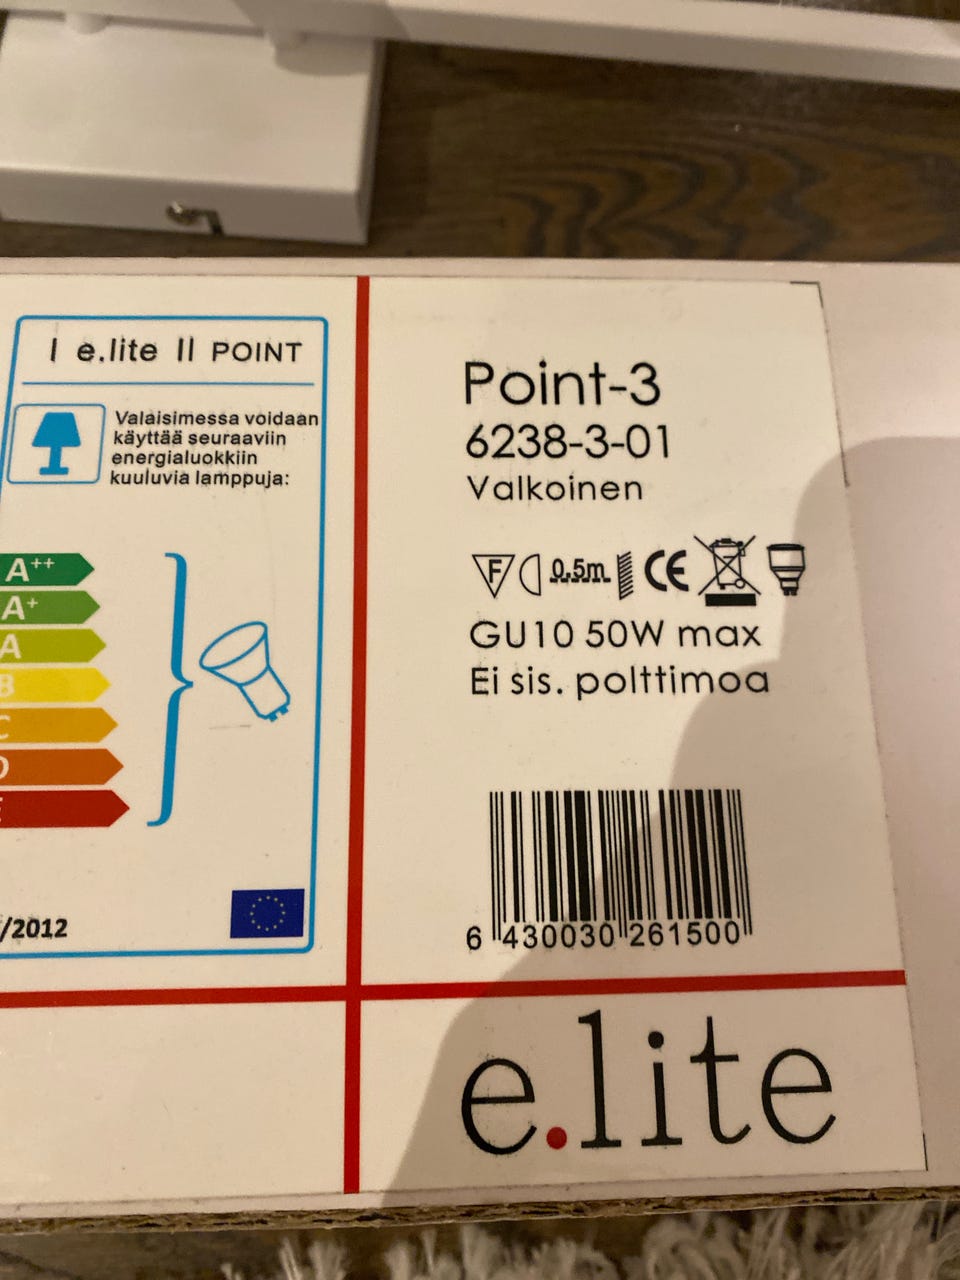 | e.lite || POINT
Valaisimessa voidaan
käyttää seuraaviin
energialuokkiin
kuuluvia lamppuja:
A++
A+
A
B
C
D
E
/2012
Point-3
6238-3-01
Valkoinen
F 0.5m CE
GU10 50W max
Ei sis. polttimoa
6 430030 261500
e.lite